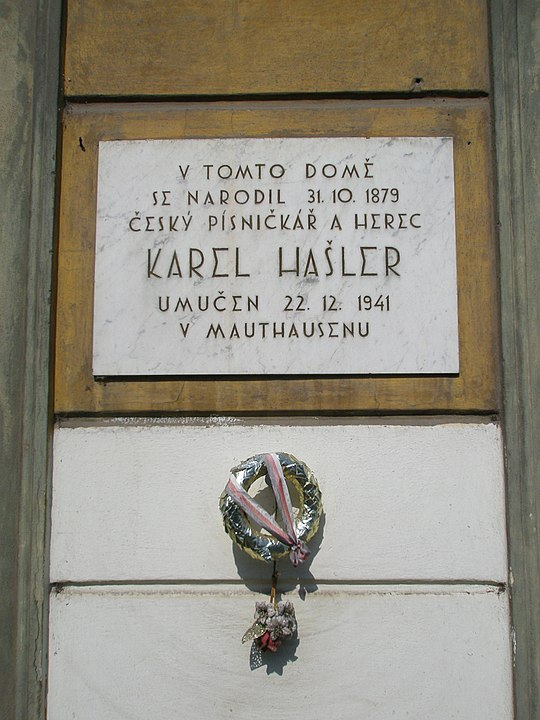 V TOMTO DOMĚ
SE NARODIL 31. 10. 1879
ČESKÝ PÍSNIČKÁŘ A HEREC
KAREL HAŠLER
UMUČEN 22. 12. 1941
V MAUTHAUSENU